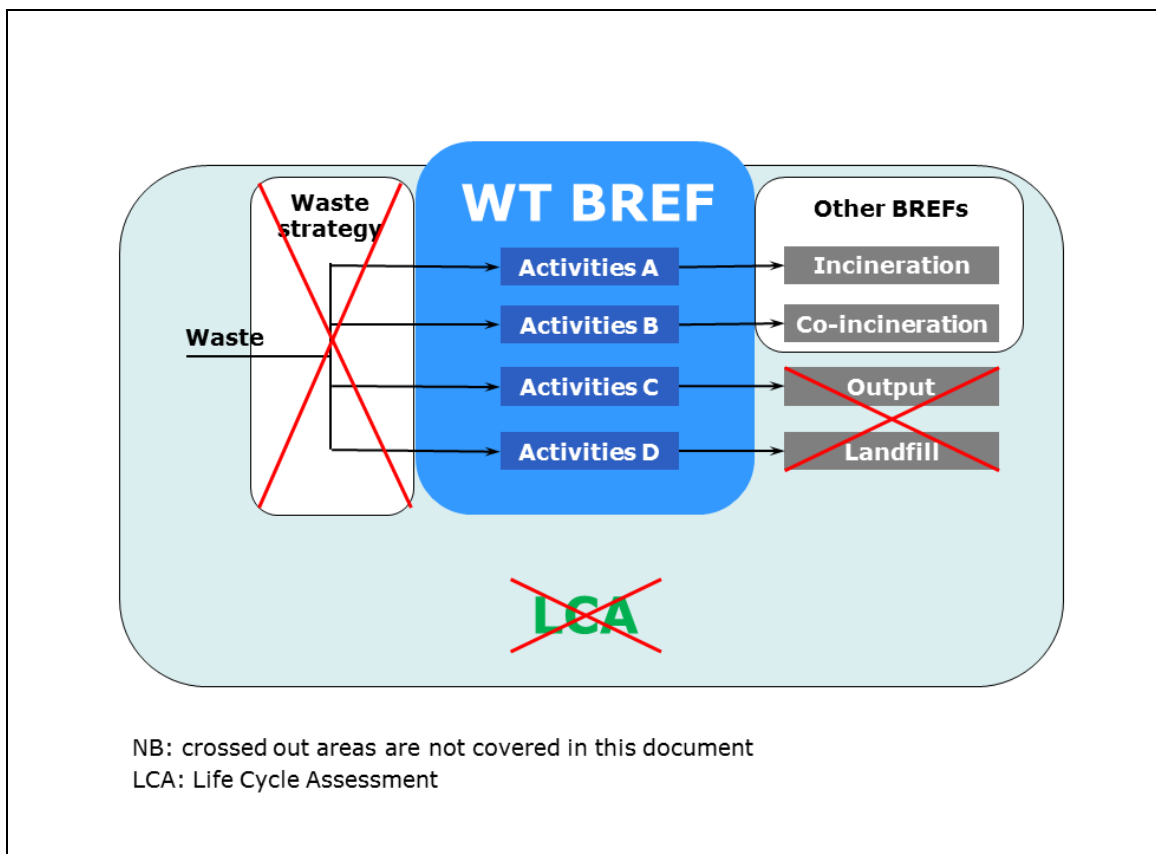 Waste
strategy
WT BREF
Other BREFs
Activities A
Incineration
Activities B
Co-incineration
Waste
Activities C
Output
Activities D
Landfill
LCA
NB: crossed out areas are not covered in this document
LCA: Life Cycle Assessment